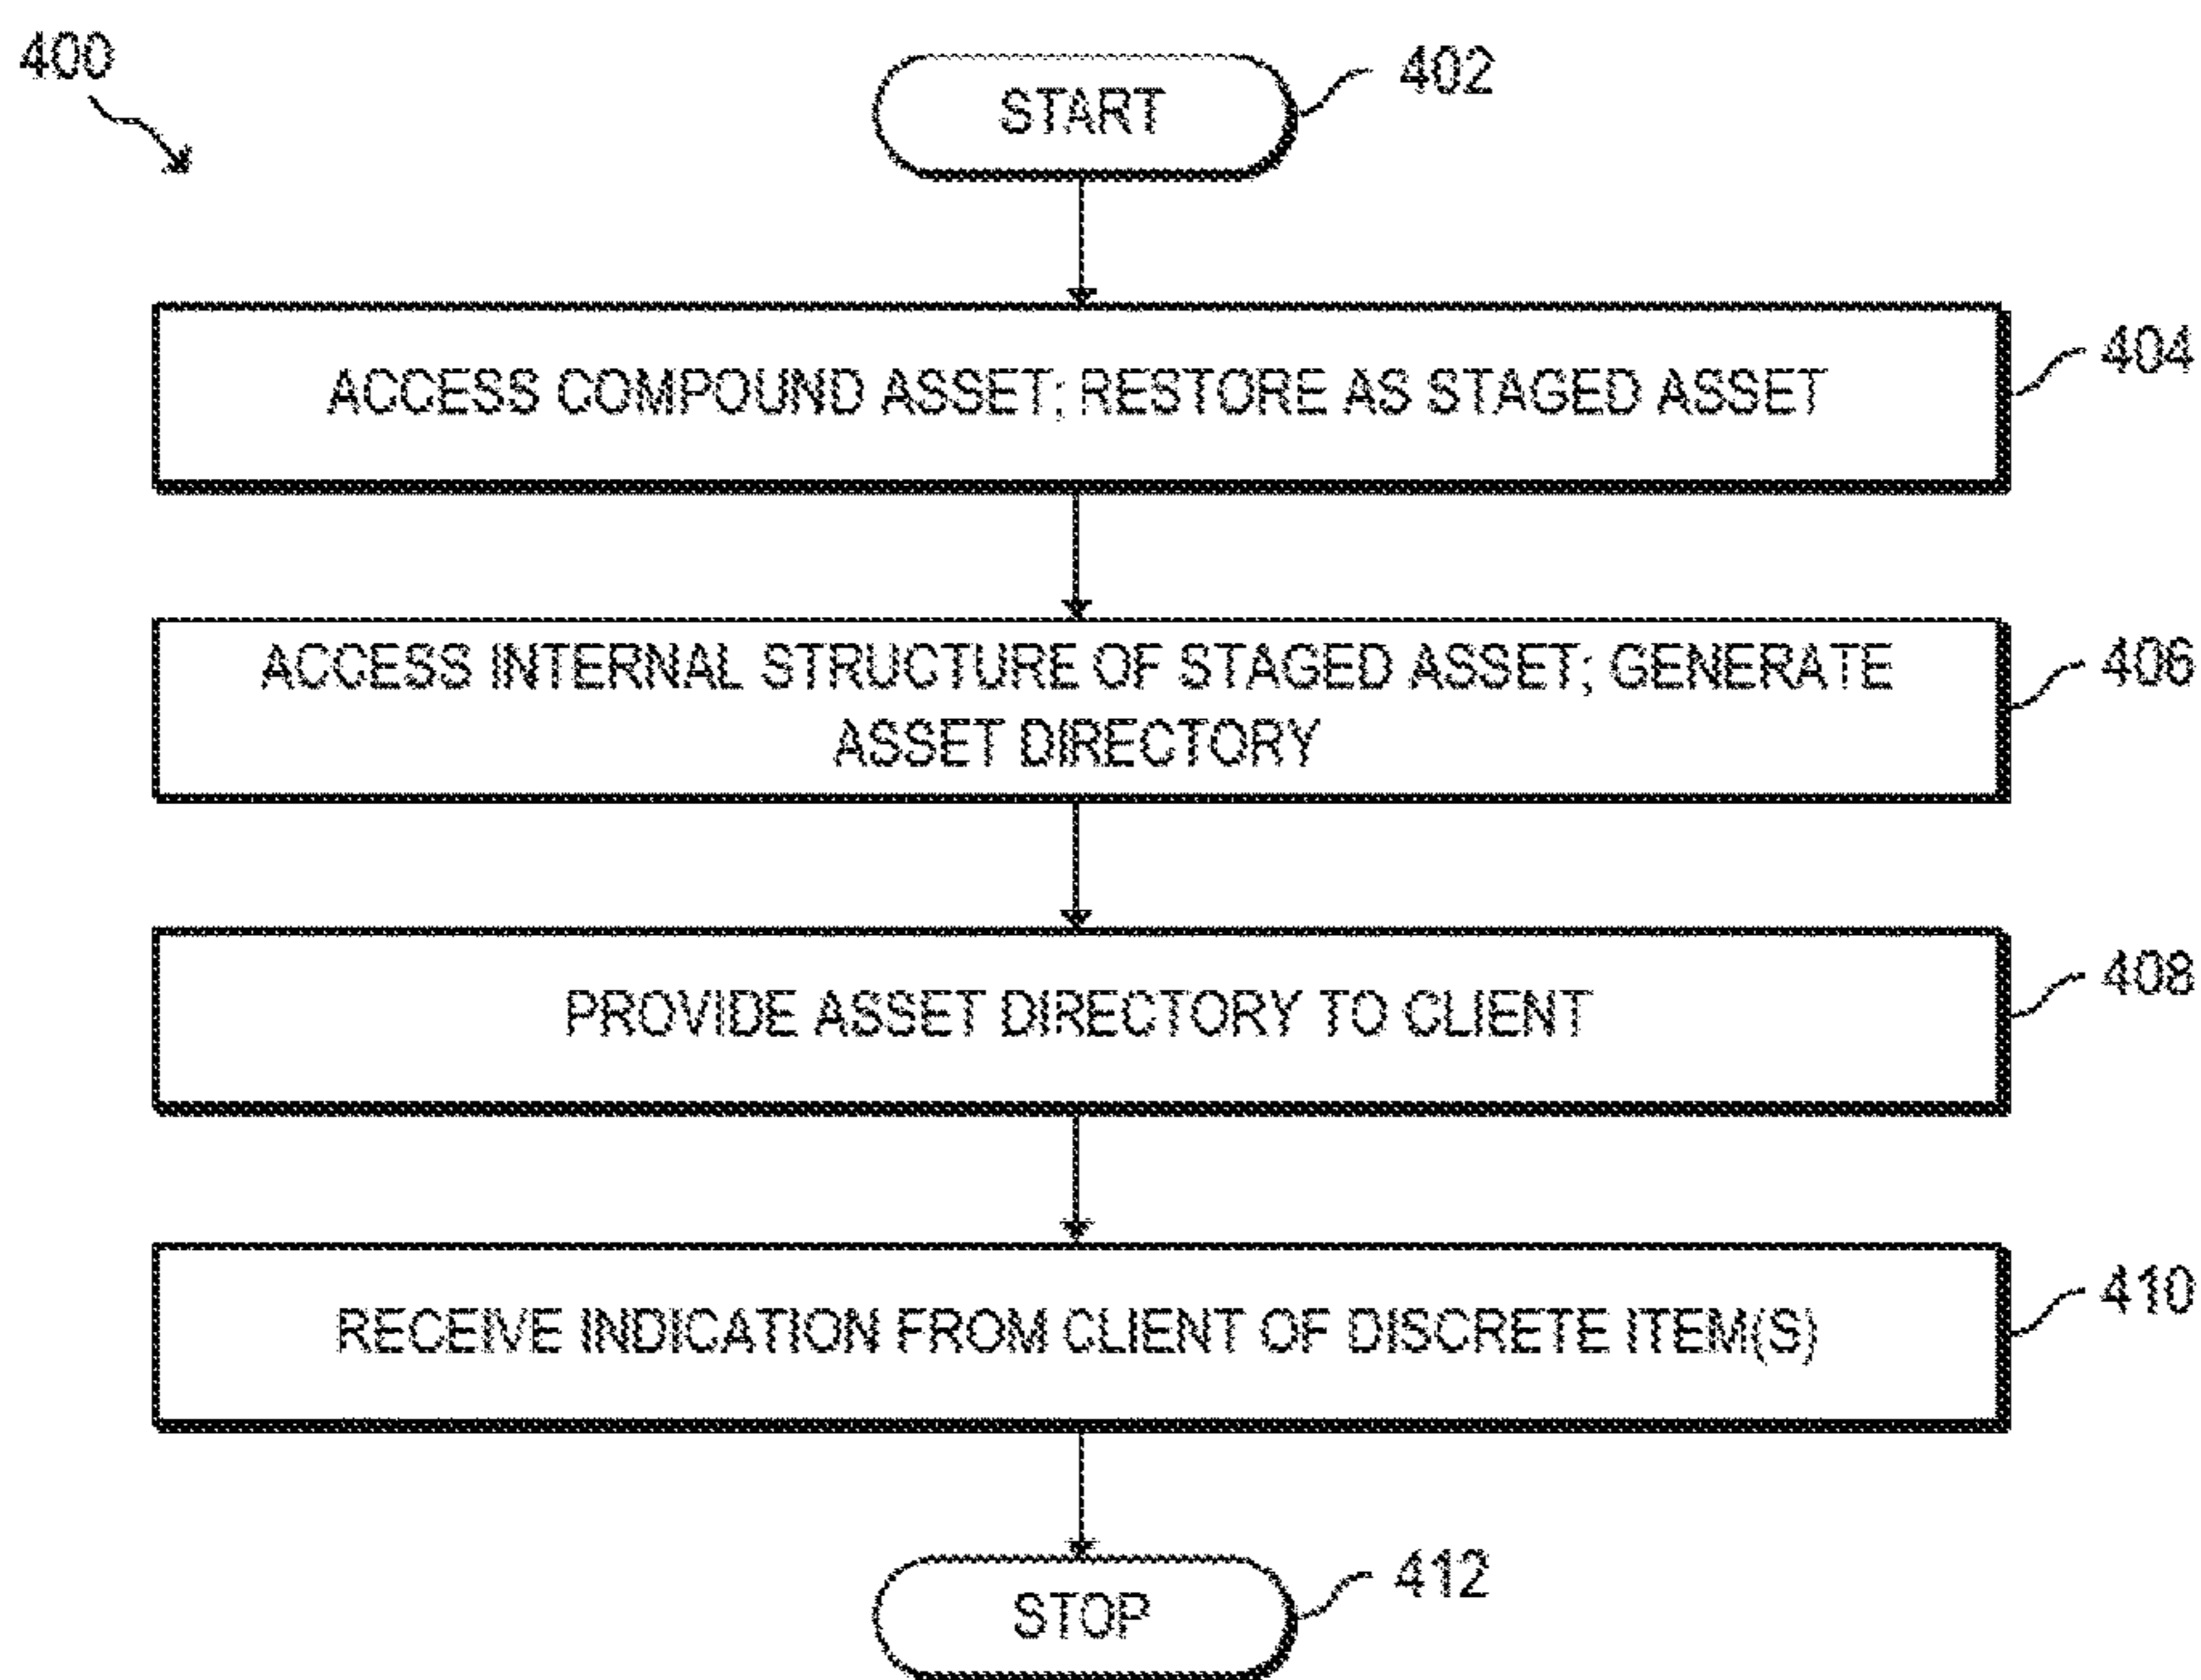 400
START
402
ACCESS COMPOUND ASSET; RESTORE AS STAGED ASSET
404
ACCESS INTERNAL STRUCTURE OF STAGED ASSET; GENERATE
ASSET DIRECTORY
406
PROVIDE ASSET DIRECTORY TO CLIENT
408
RECEIVE INDICATION FROM CLIENT OF DISCRETE ITEM(S)
410
STOP
412